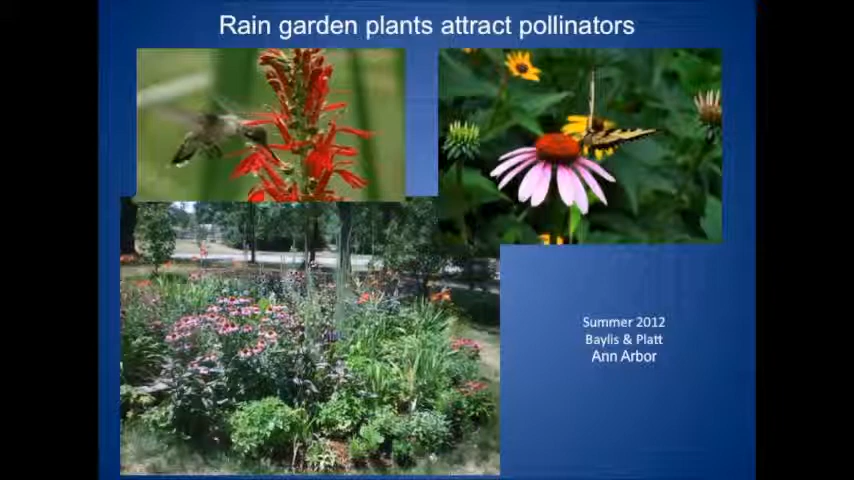 Rain garden plants attract pollinators
Summer 2012
Baylis & Platt
Ann Arbor